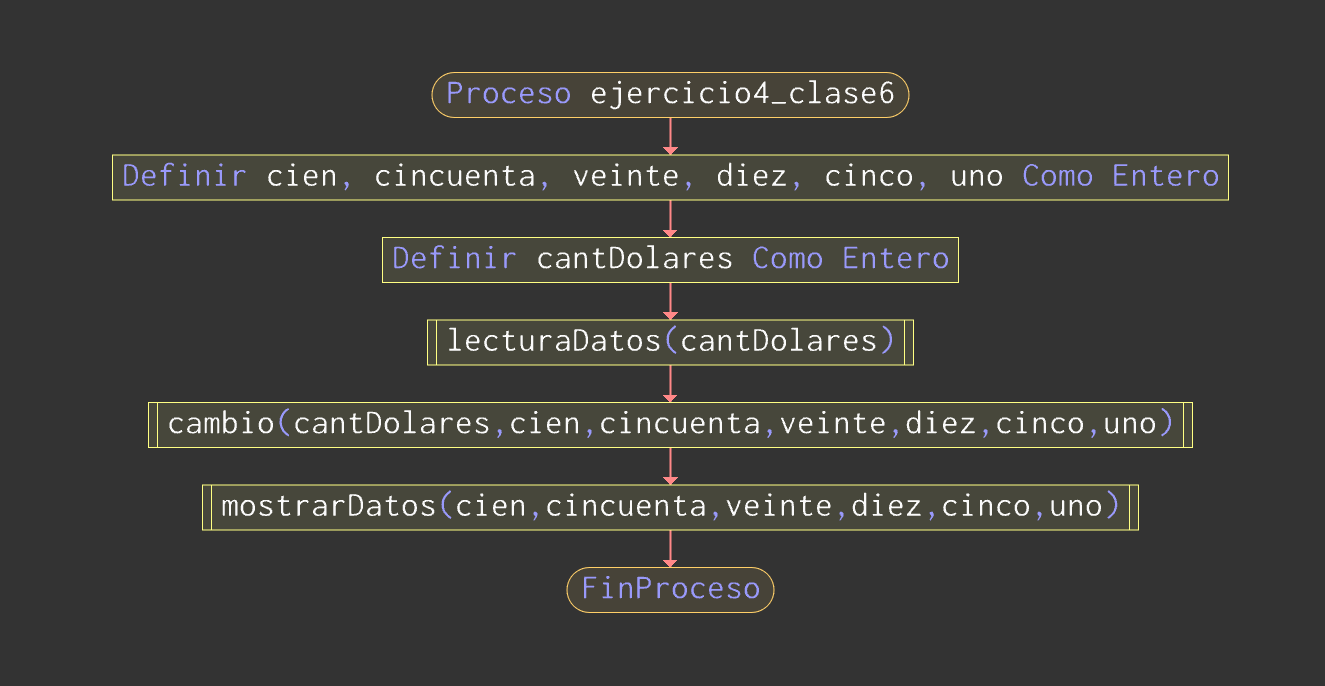 Proceso ejercicio4_clase6
Definir cien, cincuenta, veinte, diez, cinco, uno Como Entero
Definir cantDolares Como Entero
lecturaDatos(cantDolares)
cambio(cantDolares,cien,cincuenta,veinte,diez,cinco,uno)
mostrarDatos(cien,cincuenta,veinte,diez,cinco,uno)
FinProceso